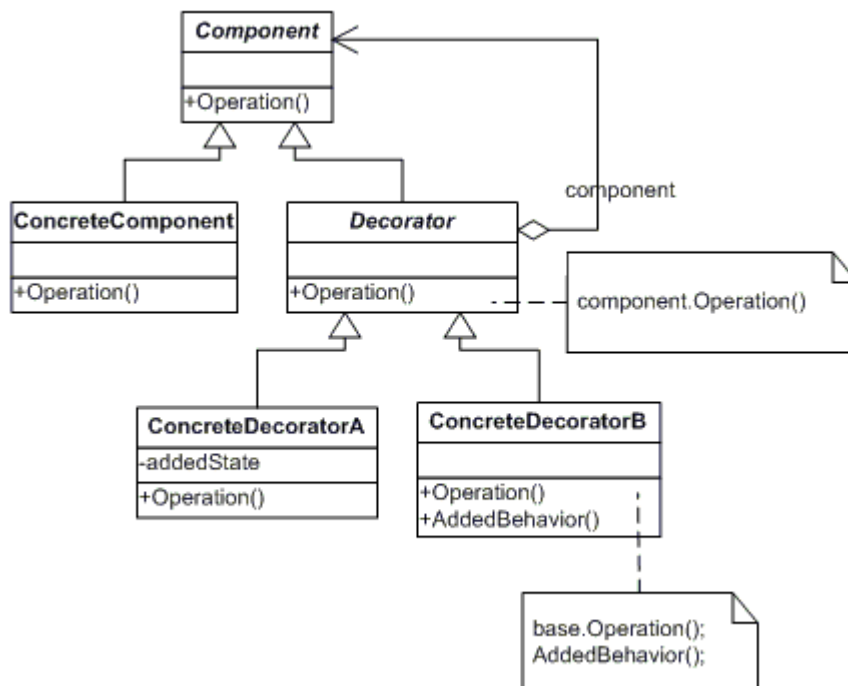 Component
+Operation()
component
ConcreteComponent
+Operation()
Decorator
+Operation()
component.Operation()
ConcreteDecoratorA
-addedState
+Operation()
ConcreteDecoratorB
+Operation()
+AddedBehavior()
base.Operation();
AddedBehavior();